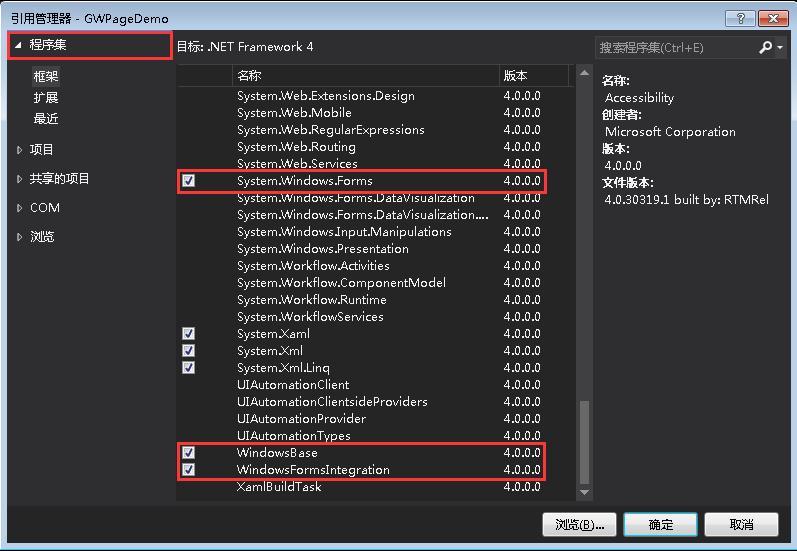 引用管理器 - GWPageDemo
程序集
框架
扩展
最近
项目
共享的项目
COM
浏览
目标: .NET Framework 4
名称 版本
System.Web.Extensions.Design 4.0.0.0
System.Web.Mobile 4.0.0.0
System.Web.RegularExpressions 4.0.0.0
System.Web.Routing 4.0.0.0
System.Web.Services 4.0.0.0
System.Windows.Forms 4.0.0.0
System.Windows.Forms.DataVisualization 4.0.0.0
System.Windows.Forms.DataVisualization.... 4.0.0.0
System.Windows.Input.Manipulations 4.0.0.0
System.Windows.Presentation 4.0.0.0
System.Workflow.Activities 4.0.0.0
System.Workflow.ComponentModel 4.0.0.0
System.Workflow.Runtime 4.0.0.0
System.WorkflowServices 4.0.0.0
System.Xaml 4.0.0.0
System.Xml 4.0.0.0
System.Xml.Linq 4.0.0.0
UIAutomationClient 4.0.0.0
UIAutomationClientsideProviders 4.0.0.0
UIAutomationProvider 4.0.0.0
UIAutomationTypes 4.0.0.0
WindowsBase 4.0.0.0
WindowsFormsIntegration 4.0.0.0
XamlBuildTask 4.0.0.0
搜索程序集(Ctrl+E)
名称:
Accessibility
创建者:
Microsoft Corporation
版本:
4.0.0.0
文件版本:
4.0.30319.1 built by: RTMRel
浏览(B)... 确定 取消